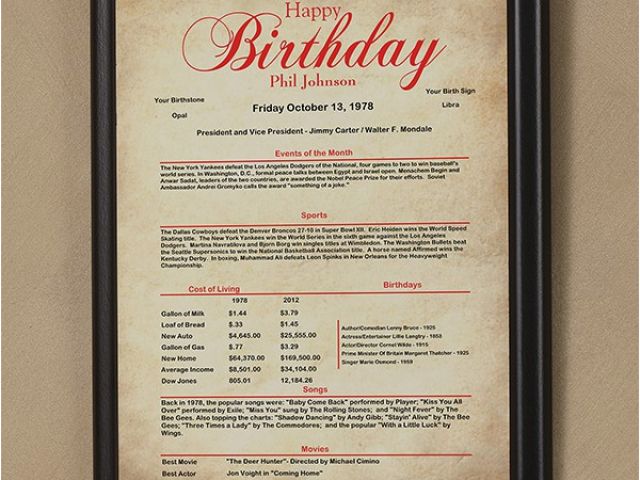 Happy
Birthday
Phil Johnson
Your Birthstone
Opal
Friday October 13, 1978
Your Birth Sign
Libra
President and Vice President - Jimmy Carter / Walter F. Mondale
Events of the Month
The New York Yankees defeat the Los Angeles Dodgers of the National, four games to two to win baseball's
world series. In Washington, D.C., formal peace talks between Egypt and Israel open. Menachem Begin and
Anwar Sadat, leaders of the two countries, are awarded the Nobel Peace Prize for their efforts. Soviet
Ambassador Andrei Gromyko calls the award "something of a joke."
Sports
The Dallas Cowboys defeat the Denver Broncos 27-10 in Super Bowl XII. Eric Heiden wins the World Speed
Skating title. The New York Yankees win the World Series in the sixth game against the Los Angeles
Dodgers. Martina Navratilova and Bjorn Borg win singles titles at Wimbledon. The Washington Bullets beat
the Seattle Supersonics to win the National Basketball Association title. A horse named Affirmed wins the
Kentucky Derby. In boxing, Muhammad Ali defeats Leon Spinks in New Orleans for the Heavyweight
Championship.
Cost of Living
1978 2012
Gallon of Milk $1.44 $3.79
Loaf of Bread $.33 $1.45
New Auto $4,645.00 $25,555.00
Gallon of Gas $.77 $3.29
New Home $64,370.00 $169,500.00
Average Income $8,501.00 $34,104.00
Dow Jones 805.01 12,184.26
Birthdays
Author/Comedian Lenny Bruce - 1925
Actress/Entertainer Lillie Langtry - 1853
Actor/Director Cornel Wilde - 1915
Prime Minister Of Britain Margaret Thatcher - 1925
Singer Marie Osmond - 1959
Songs
Back in 1978, the popular songs were: "Baby Come Back" performed by Player; "Kiss You All
Over" performed by Exile; "Miss You" sung by The Rolling Stones; and "Night Fever" by The
Bee Gees. Also topping the charts: "Shadow Dancing" by Andy Gibb; "Stayin' Alive" by The Bee
Gees; "Three Times a Lady" by The Commodores; and the popular "With a Little Luck" by
Wings.
Movies
Best Movie "The Deer Hunter"- Directed by Michael Cimino
Best Actor Jon Voight in "Coming Home"